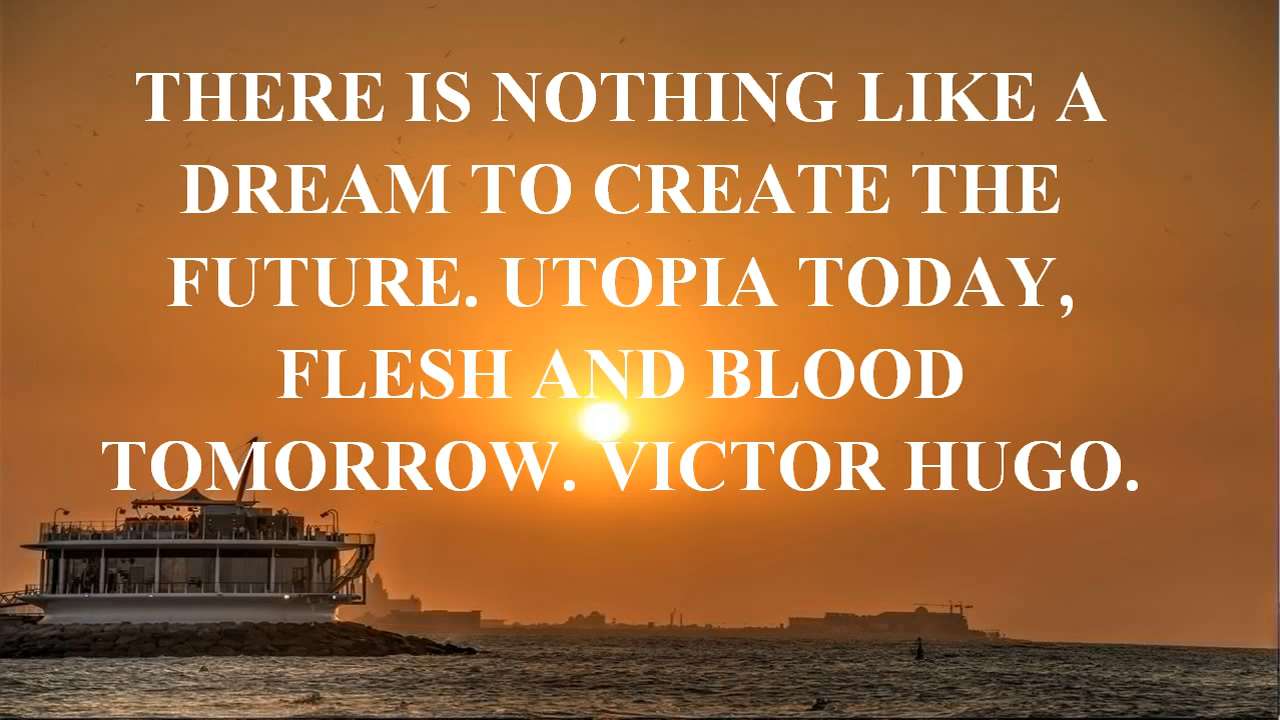 THERE IS NOTHING LIKE A
DREAM TO CREATE THE
FUTURE. UTOPIA TODAY,
FLESH AND BLOOD
TOMORROW. VICTOR HUGO.